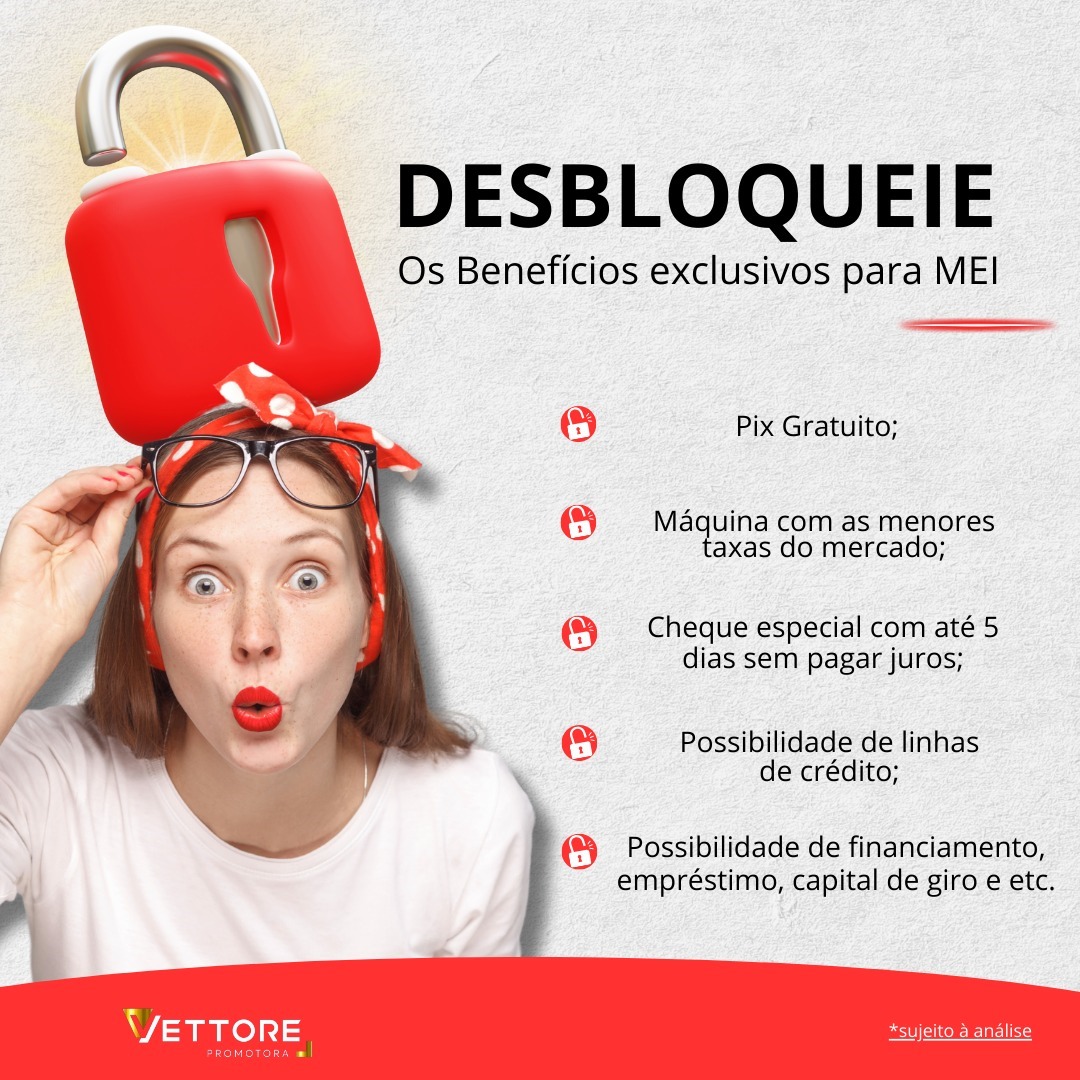 DESBLOQUEIE
Os Benefícios exclusivos para MEI
Pix Gratuito;
Máquina com as menores
taxas do mercado;
Cheque especial com até 5
dias sem pagar juros;
Possibilidade de linhas
de crédito;
Possibilidade de financiamento,
empréstimo, capital de giro e etc.
VETTORE
PROMOTORA
*sujeito à análise